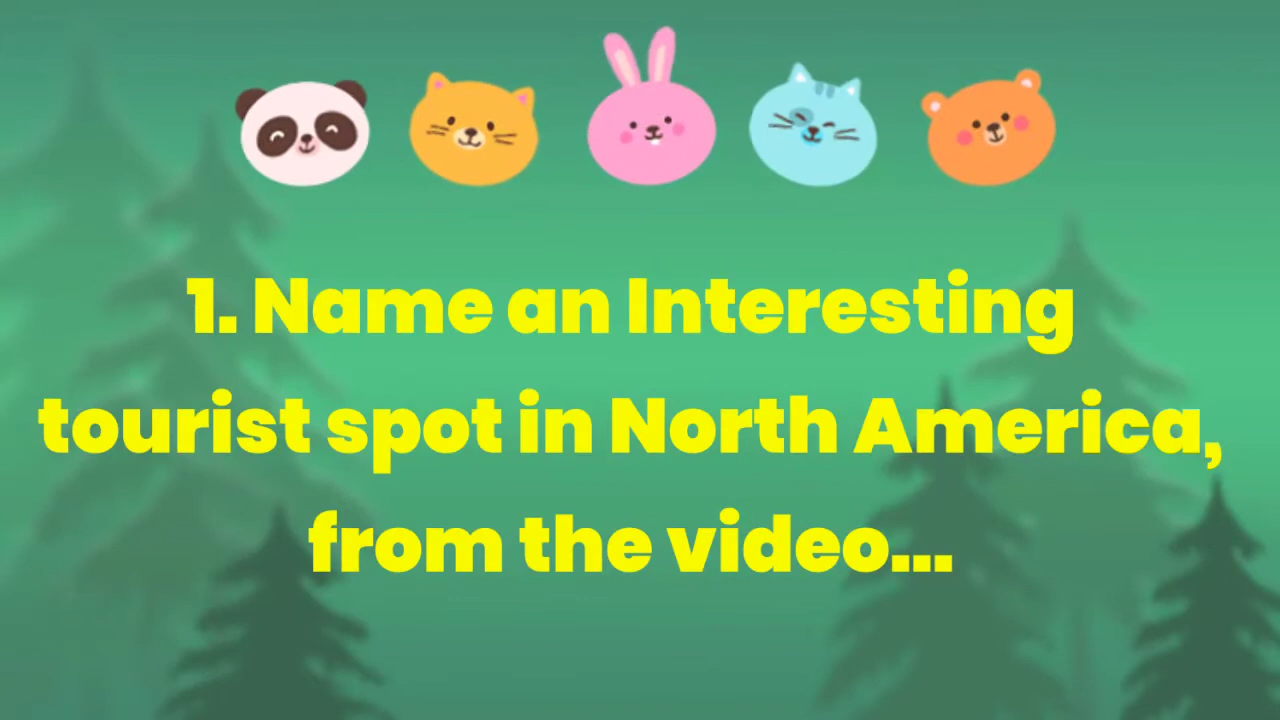 1. Name an Interesting
tourist spot in North America,
from the video...